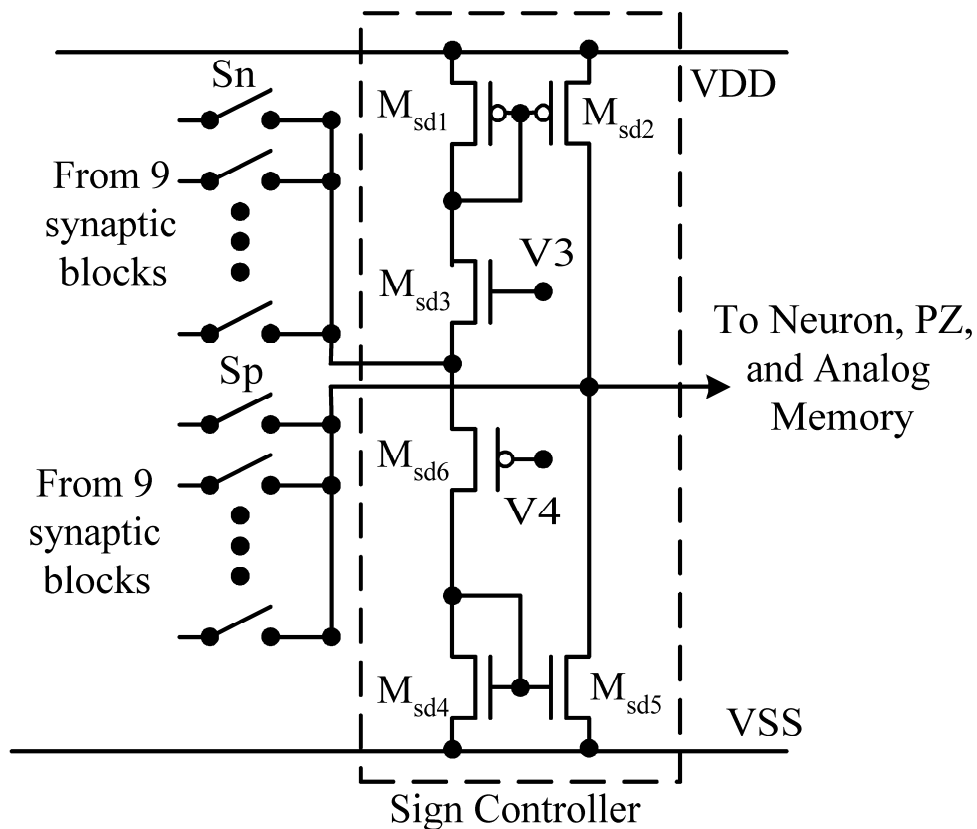 Sn
VDD
Msd1
Msd2
From 9
synaptic
blocks
V3
Msd3
To Neuron, PZ,
and Analog
Memory
Sp
Msd6
From 9
synaptic
blocks
V4
Msd4
Msd5
VSS
Sign Controller